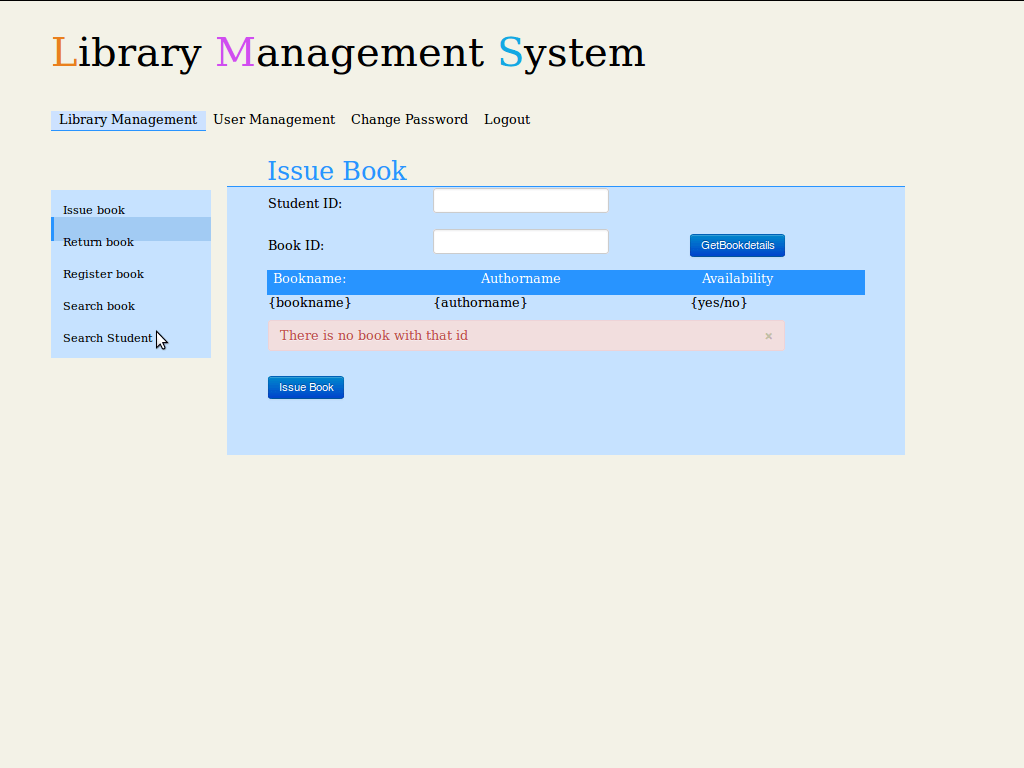 Library Management System
Library Management User Management Change Password Logout
Issue Book
Issue book
Return book
Register book
Search book
Search Student
Student ID:
Book ID: GetBookdetails
Bookname: Authorname Availability
{bookname} {authorname} {yes/no}
There is no book with that id ×
Issue Book